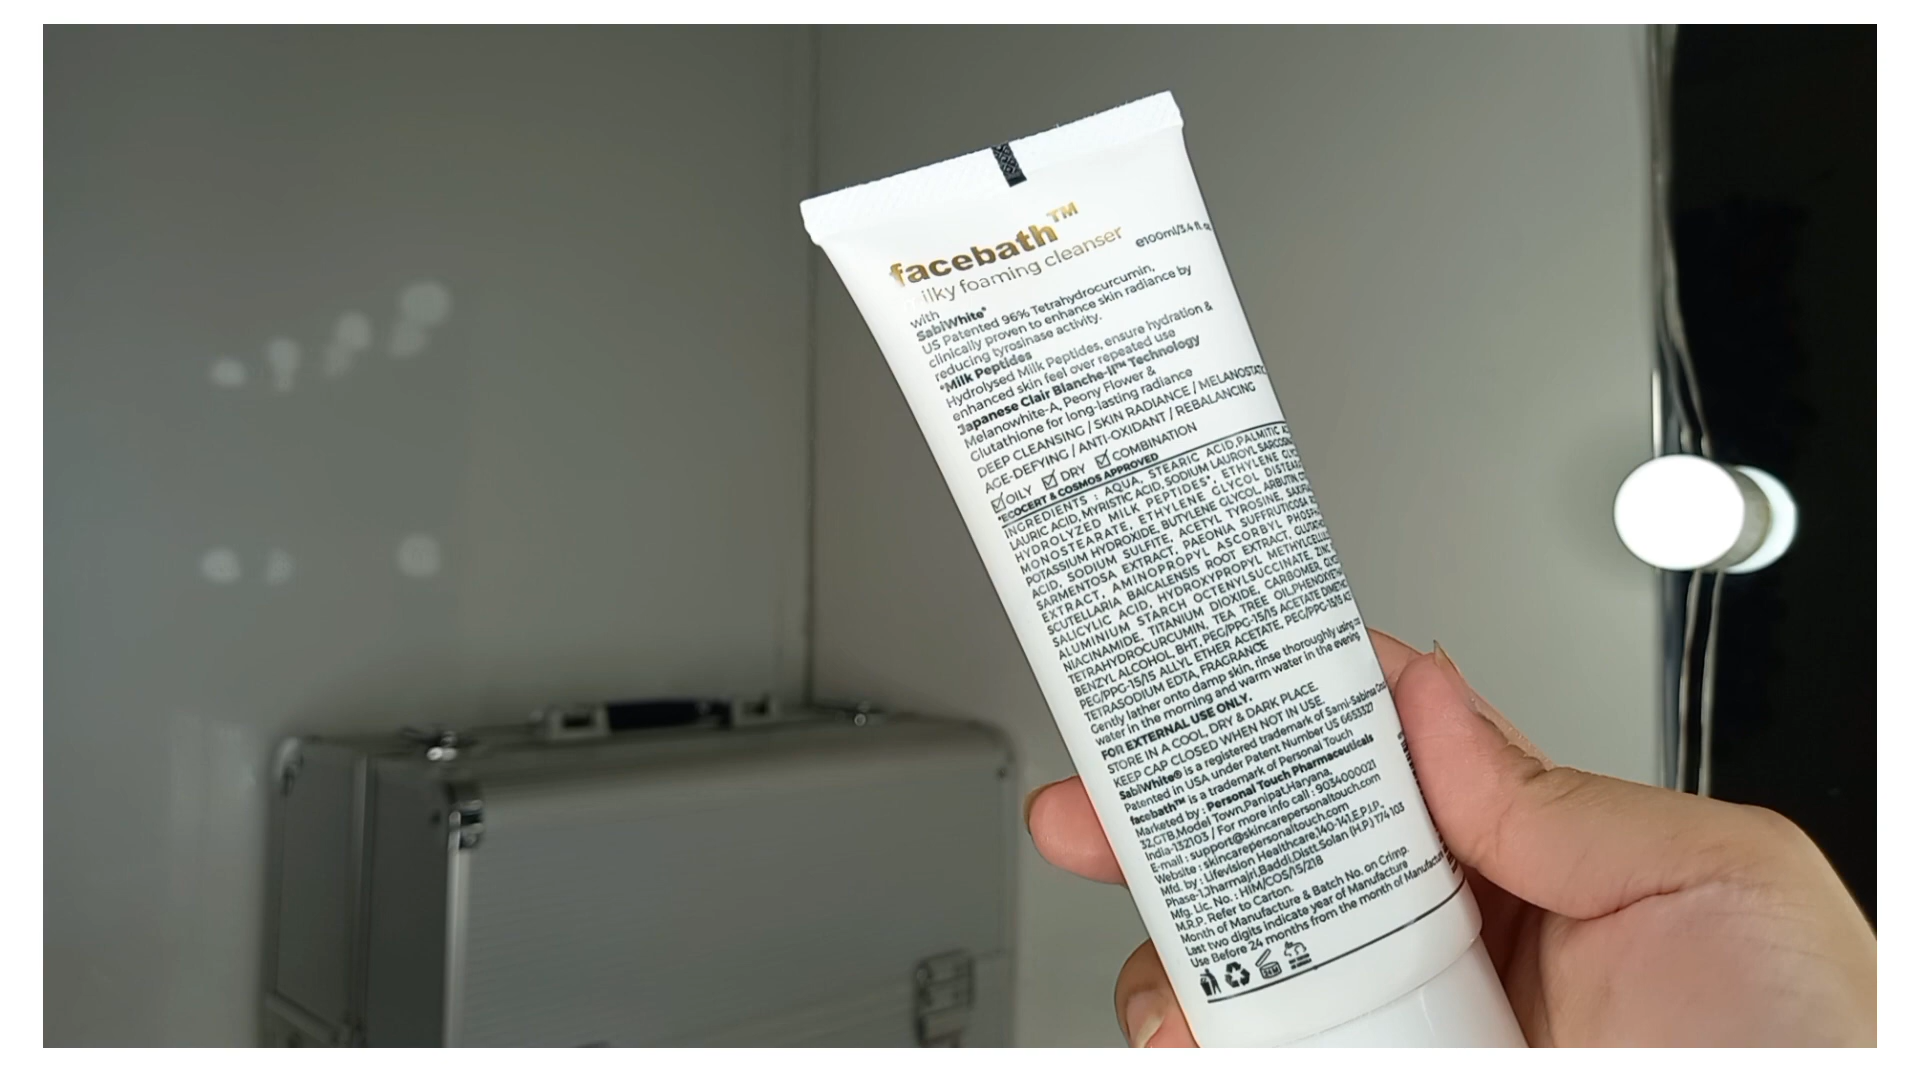 facebath™
milky foaming cleanser
e100ml/3.4 fl. oz
with
SabiWhite®
US Patented 96% Tetrahydrocurcumin,
clinically proven to enhance skin radiance by
reducing tyrosinase activity.
*Milk Peptides
Hydrolysed Milk Peptides, ensure hydration &
enhanced skin feel over repeated use
Japanese Clair Blanche-II™ Technology
Melanowhite-A, Peony Flower &
Glutathione for long-lasting radiance
DEEP CLEANSING / SKIN RADIANCE / MELANOSTATIC
AGE-DEFYING / ANTI-OXIDANT / REBALANCING
☑OILY ☑DRY ☑COMBINATION
*ECOCERT & COSMOS APPROVED
INGREDIENTS : AQUA, STEARIC ACID, PALMITIC
LAURIC ACID, MYRISTIC ACID, SODIUM LAUROYL
HYDROLYZED MILK PEPTIDES*, ETHYLENE
MONOSTEARATE, ETHYLENE GLYCOL
POTASSIUM HYDROXIDE, BUTYLENE GLYCOL, ARBUTIN,
ACID, SODIUM SULFITE, ACETYL TYROSINE,
SARMENTOSA EXTRACT, PAEONIA SUFFRUTICOSA
EXTRACT, AMINOPROPYL ASCORBYL
SCUTELLARIA BAICALENSIS ROOT EXTRACT,
SALICYLIC ACID, HYDROXYPROPYL
ALUMINIUM STARCH OCTENYLSUCCINATE, ZINC
NIACINAMIDE, TITANIUM DIOXIDE, CARBOMER,
TETRAHYDROCURCUMIN, TEA TREE OIL,
BENZYL ALCOHOL, BHT, PEG/PPG-15/15 ACETATE
PEG/PPG-15/15 ALLYL ETHER ACETATE, PEG/PPG-15/15
TETRASODIUM EDTA, FRAGRANCE
Gently lather onto damp skin, rinse thoroughly using
water in the morning and warm water in the evening.
FOR EXTERNAL USE ONLY.
STORE IN A COOL, DRY & DARK PLACE.
KEEP CAP CLOSED WHEN NOT IN USE.
SabiWhite® is a registered trademark of Sami-Sabinsa
Patented in USA under Patent Number US 6653327
facebath™ is a trademark of Personal Touch
Marketed by : Personal Touch Pharmaceuticals
32,GTB,Model Town,Panipat,Haryana,
India-132103 / For more info call : 9034000021
E-mail : support@skincarepersonaltouch.com
Website : skincarepersonaltouch.com
Mfd. by : Lifevision Healthcare,140-141,E.P.I.P.,
Phase-1,Jharmajri,Baddi,Distt.Solan (H.P.) 174 103
Mfg. Lic. No. : HIM/COS/15/218
M.R.P. Refer to Carton.
Month of Manufacture & Batch No. on Crimp.
Last two digits indicate year of Manufacture
Use Before 24 months from the month of Manufacture
24M